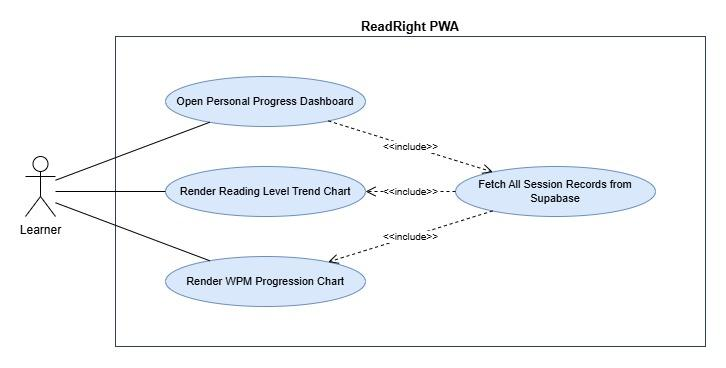 ReadRight PWA
Open Personal Progress Dashboard
<<include>>
Render Reading Level Trend Chart
<<include>>
Fetch All Session Records from
Supabase
Learner
<<include>>
Render WPM Progression Chart